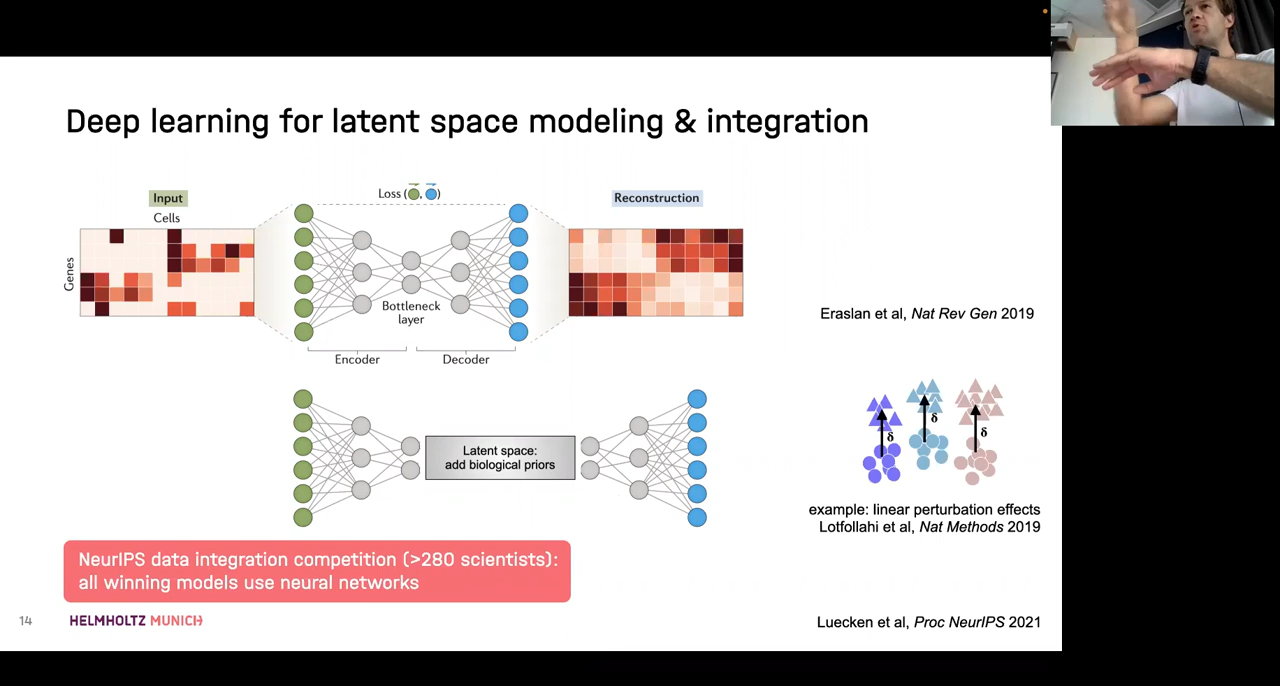 Deep learning for latent space modeling & integration
Input
Cells
Genes
Loss ( , )
Bottleneck
layer
Encoder
Decoder
Reconstruction
Eraslan et al, Nat Rev Gen 2019
Latent space:
add biological priors
δ
δ
δ
example: linear perturbation effects
Lotfollahi et al, Nat Methods 2019
NeurIPS data integration competition (>280 scientists):
all winning models use neural networks
14
HELMHOLTZ MUNICH
Luecken et al, Proc NeurIPS 2021